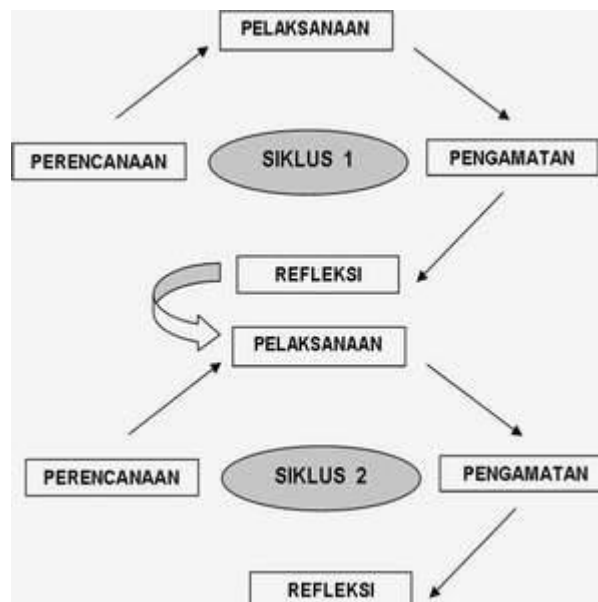 PELAKSANAAN
PERENCANAAN
SIKLUS 1
PENGAMATAN
REFLEKSI
PELAKSANAAN
PERENCANAAN
SIKLUS 2
PENGAMATAN
REFLEKSI